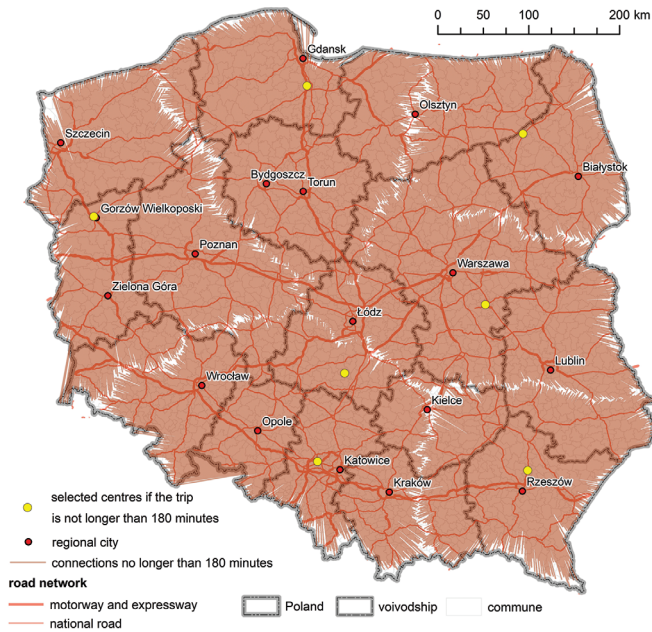 0 50 100 200 km
Gdansk
Olsztyn
Szczecin
Białystok
Bydgoszcz
Torun
Gorzów Wielkoposki
Poznan
Warszawa
Zielona Góra
Łódź
Lublin
Wrocław
Kielce
Opole
Katowice
Kraków
Rzeszów
selected centres if the trip
is not longer than 180 minutes
regional city
connections no longer than 180 minutes
road network
motorway and expressway
national road
Poland
voivodship
commune